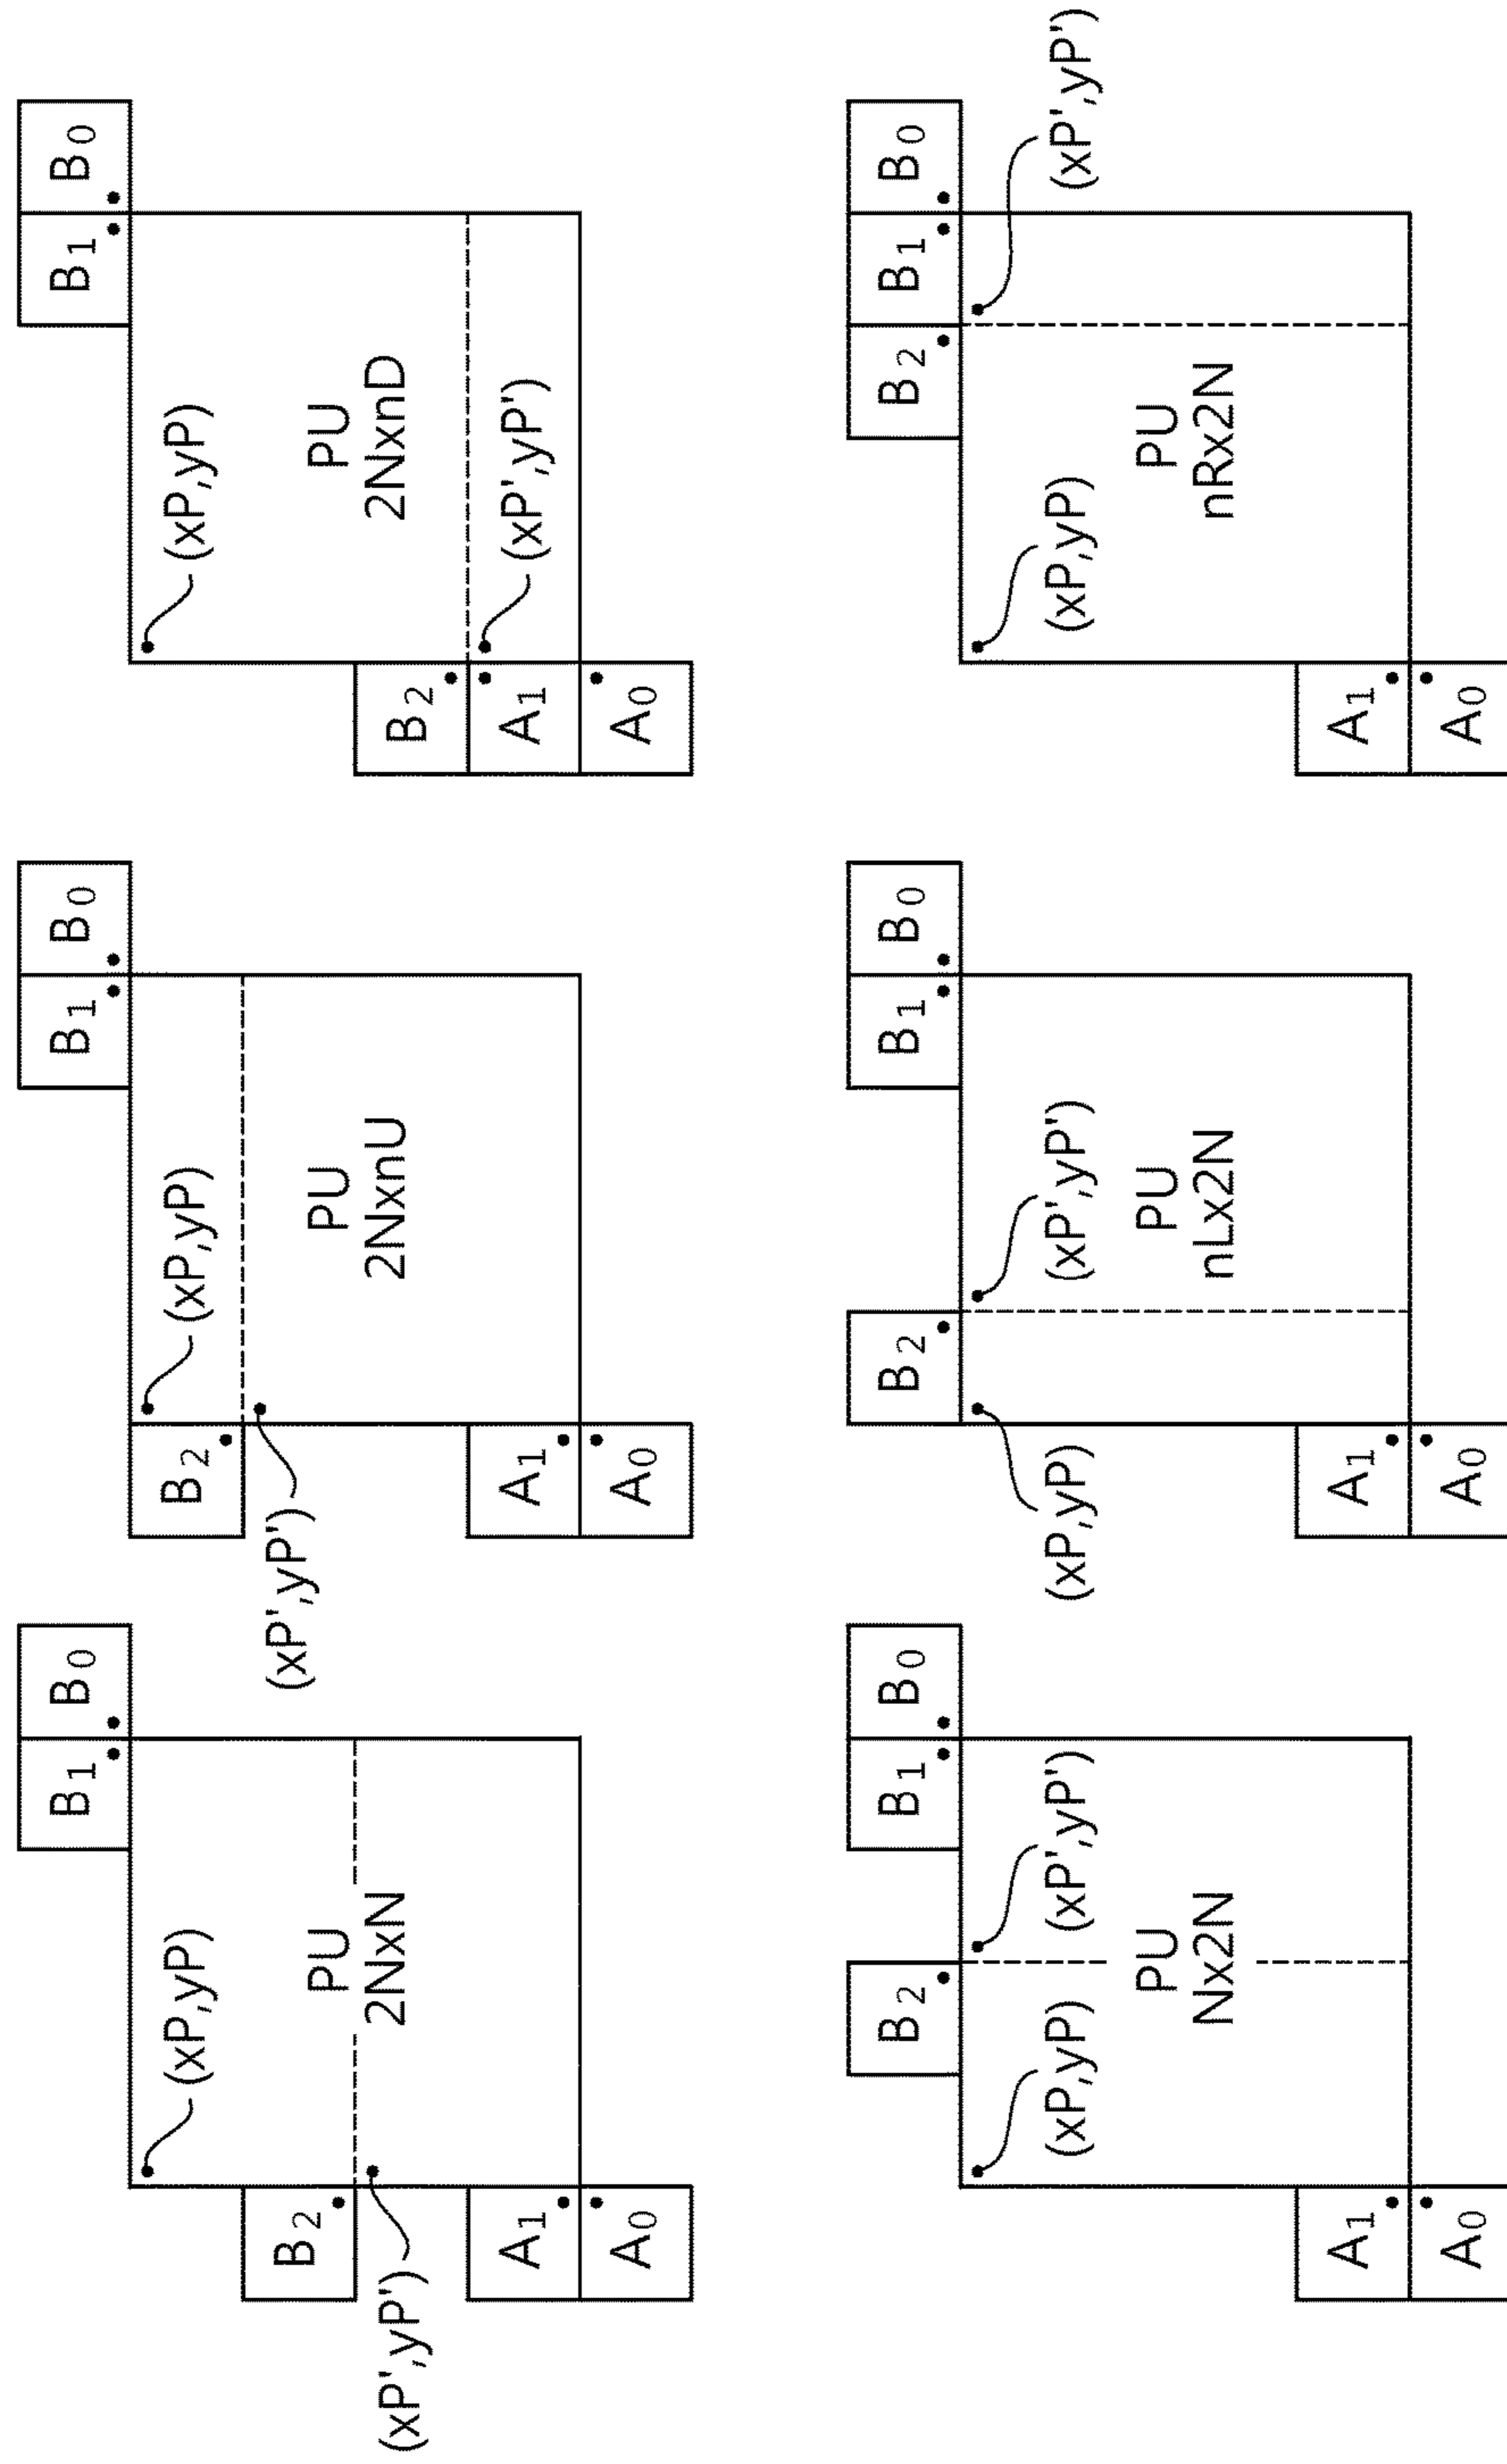 B1
B0
(xP,yP)
B2
PU
2NxN
(xP',yP')
A1
A0
B1
B0
(xP,yP)
B2
(xP',yP')
PU
2NxnU
A1
A0
B1
B0
(xP,yP)
PU
2NxnD
B2
A1
(xP',yP')
A0
B2
B1
B0
(xP,yP)
(xP',yP')
PU
Nx2N
A1
A0
B2
B1
B0
(xP,yP)
(xP',yP')
PU
nLx2N
A1
A0
B2
B1
B0
(xP,yP)
(xP',yP')
PU
nRx2N
A1
A0